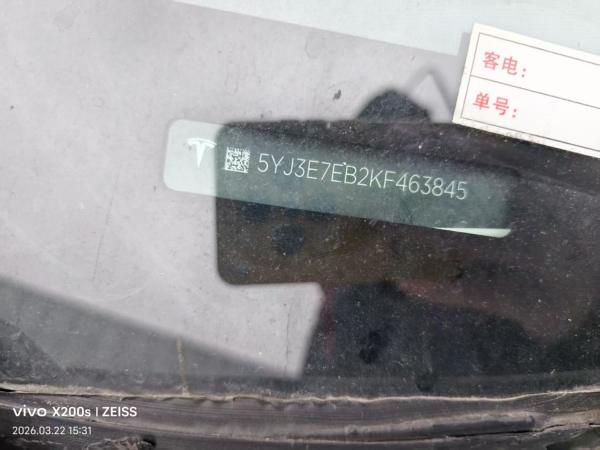 客电：
单号：
5YJ3E7EB2KF463845
vivo X200s | ZEISS
2026.03.22 15:31